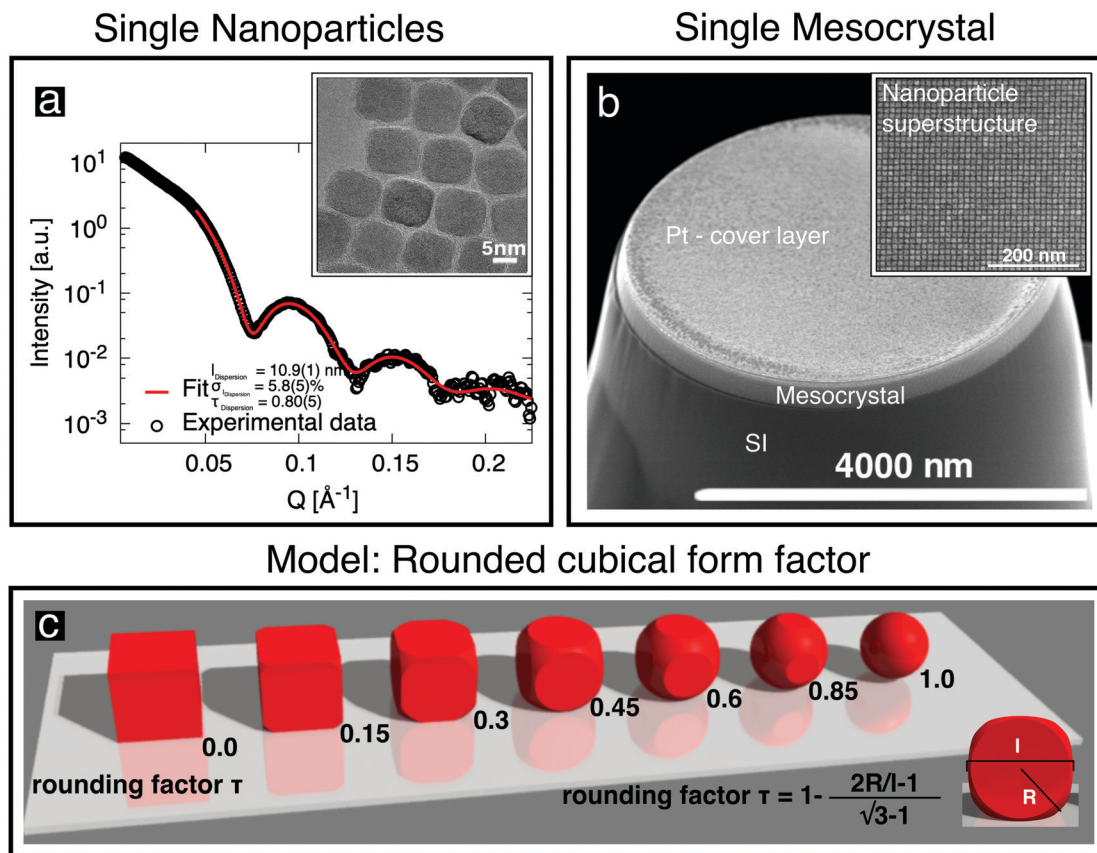 Single Nanoparticles
Single Mesocrystal
a
Intensity [a.u.]
10¹
10⁰
10⁻¹
10⁻²
10⁻³
0.05
0.1
0.15
0.2
Q [Å⁻¹]
l Dispersion = 10.9(1) nm
Fit σ l Dispersion = 5.8(5)%
τ Dispersion = 0.80(5)
Experimental data
5nm
b
Nanoparticle
superstructure
200 nm
Pt - cover layer
Mesocrystal
SI
4000 nm
Model: Rounded cubical form factor
c
0.0
0.15
0.3
0.45
0.6
0.85
1.0
rounding factor τ
rounding factor τ = 1- 2R/l-1
√3-1
l
R